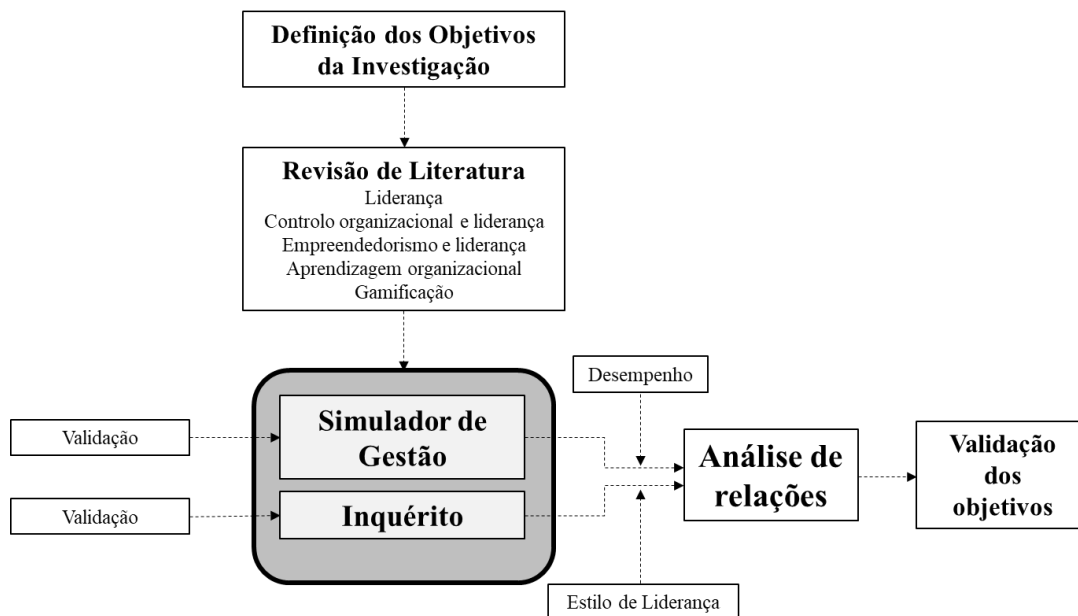 Definição dos Objetivos
da Investigação
Revisão de Literatura
Liderança
Controlo organizacional e liderança
Empreendedorismo e liderança
Aprendizagem organizacional
Gamificação
Desempenho
Validação
Simulador de
Gestão
Análise de
relações
Validação
dos
objetivos
Validação
Inquérito
Estilo de Liderança